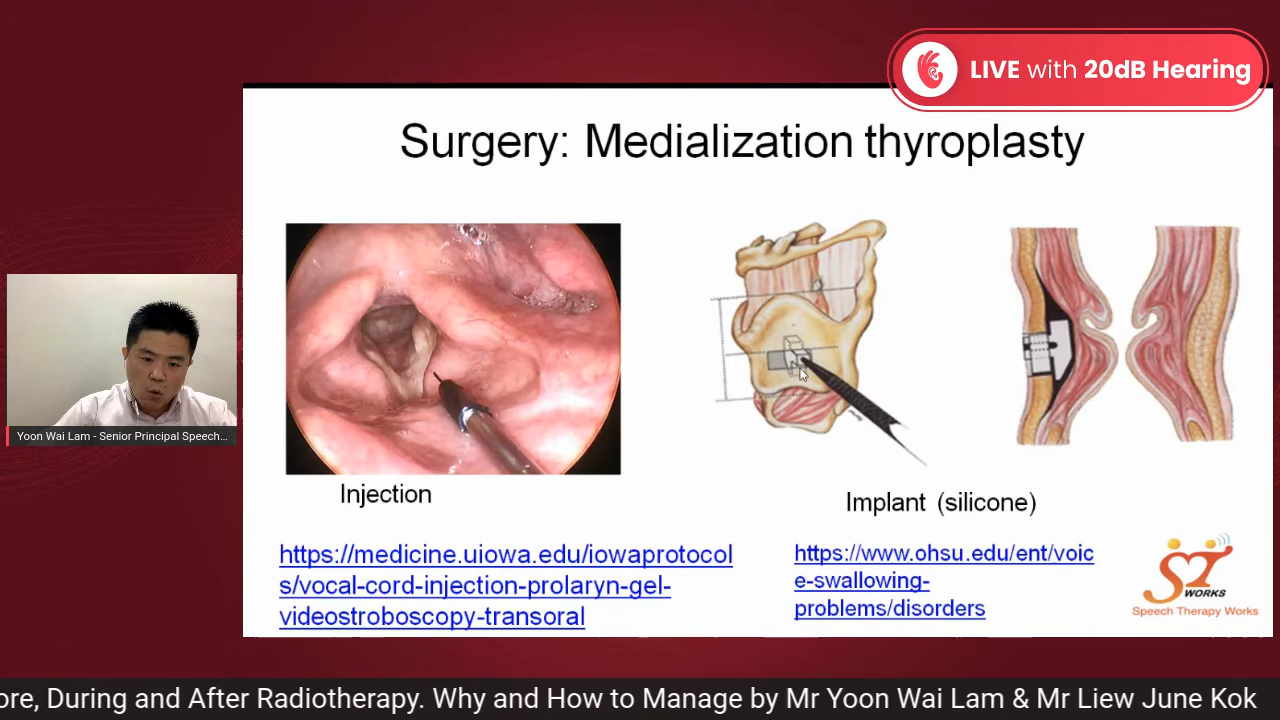 LIVE with 20dB Hearing
Surgery: Medialization thyroplasty
Injection
Implant (silicone)
https://medicine.uiowa.edu/iowaprotocol
s/vocal-cord-injection-prolaryn-gel-
videostroboscopy-transoral
https://www.ohsu.edu/ent/voic
e-swallowing-
problems/disorders
WORKS
Speech Therapy Works
Yoon Wai Lam - Senior Principal Speech...
ore, During and After Radiotherapy. Why and How to Manage by Mr Yoon Wai Lam & Mr Liew June Kok